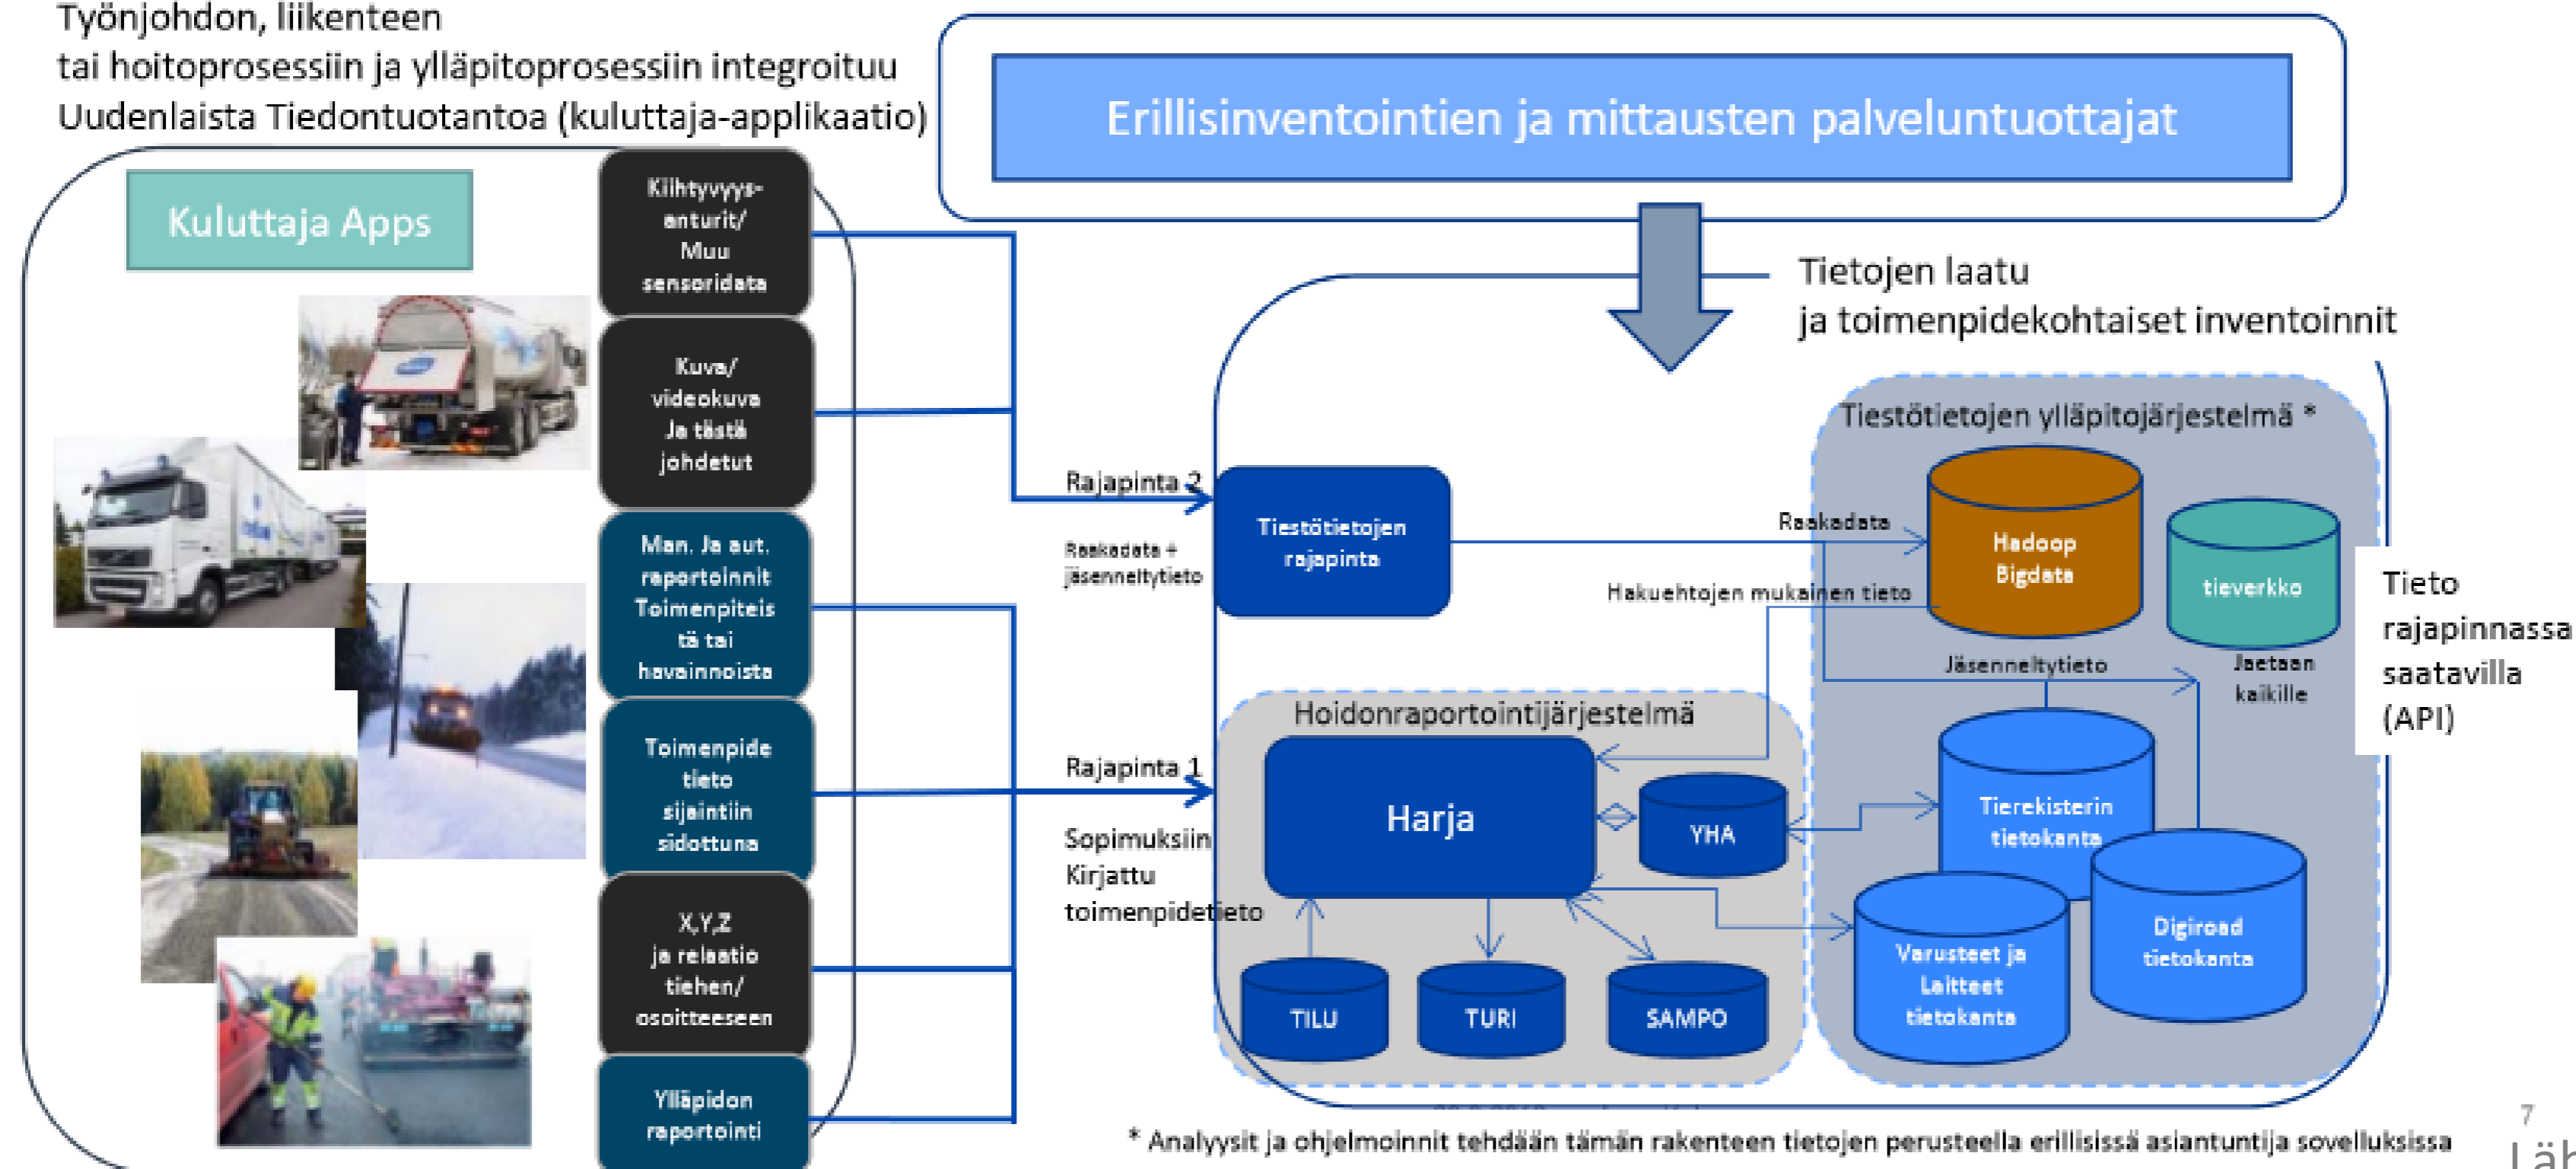 Työnjohdon, liikenteen
tai hoitoprosessiin ja ylläpitoprosessiin integroituu
Uudenlaista Tiedontuotantoa (kuluttaja-applikaatio)
Kuluttaja Apps
Kiihtyvyys-
anturit/
Muu
sensoridata
Kuva/
videokuva
Ja tästä
johdetut
Man. Ja aut.
raportoinnit
Toimenpiteis
tä tai
havainnoista
Toimenpide
tieto
sijaintiin
sidottuna
X,Y,Z
ja relaatio
tiehen/
osoitteeseen
Ylläpidon
raportointi
Erillisinventointien ja mittausten palveluntuottajat
Tietojen laatu
ja toimenpidekohtaiset inventoinnit
Rajapinta 2
Raakadata +
jäsenneltytieto
Tiestötietojen
rajapinta
Rajapinta 1
Sopimuksiin
Kirjattu
toimenpidetieto
Tiestötietojen ylläpitojärjestelmä *
Raakadata
Hadoop
Bigdata
tieverkko
Hakuehtojen mukainen tieto
Jäsenneltytieto
Jaetaan
kaikille
Tieto
rajapinnassa
saatavilla
(API)
Hoidonraportointijärjestelmä
Harja
YHA
TILU
TURI
SAMPO
Tierekisterin
tietokanta
Varusteet ja
Laitteet
tietokanta
Digiroad
tietokanta
* Analyysit ja ohjelmoinnit tehdään tämän rakenteen tietojen perusteella erillisissä asiantuntija sovelluksissa
7